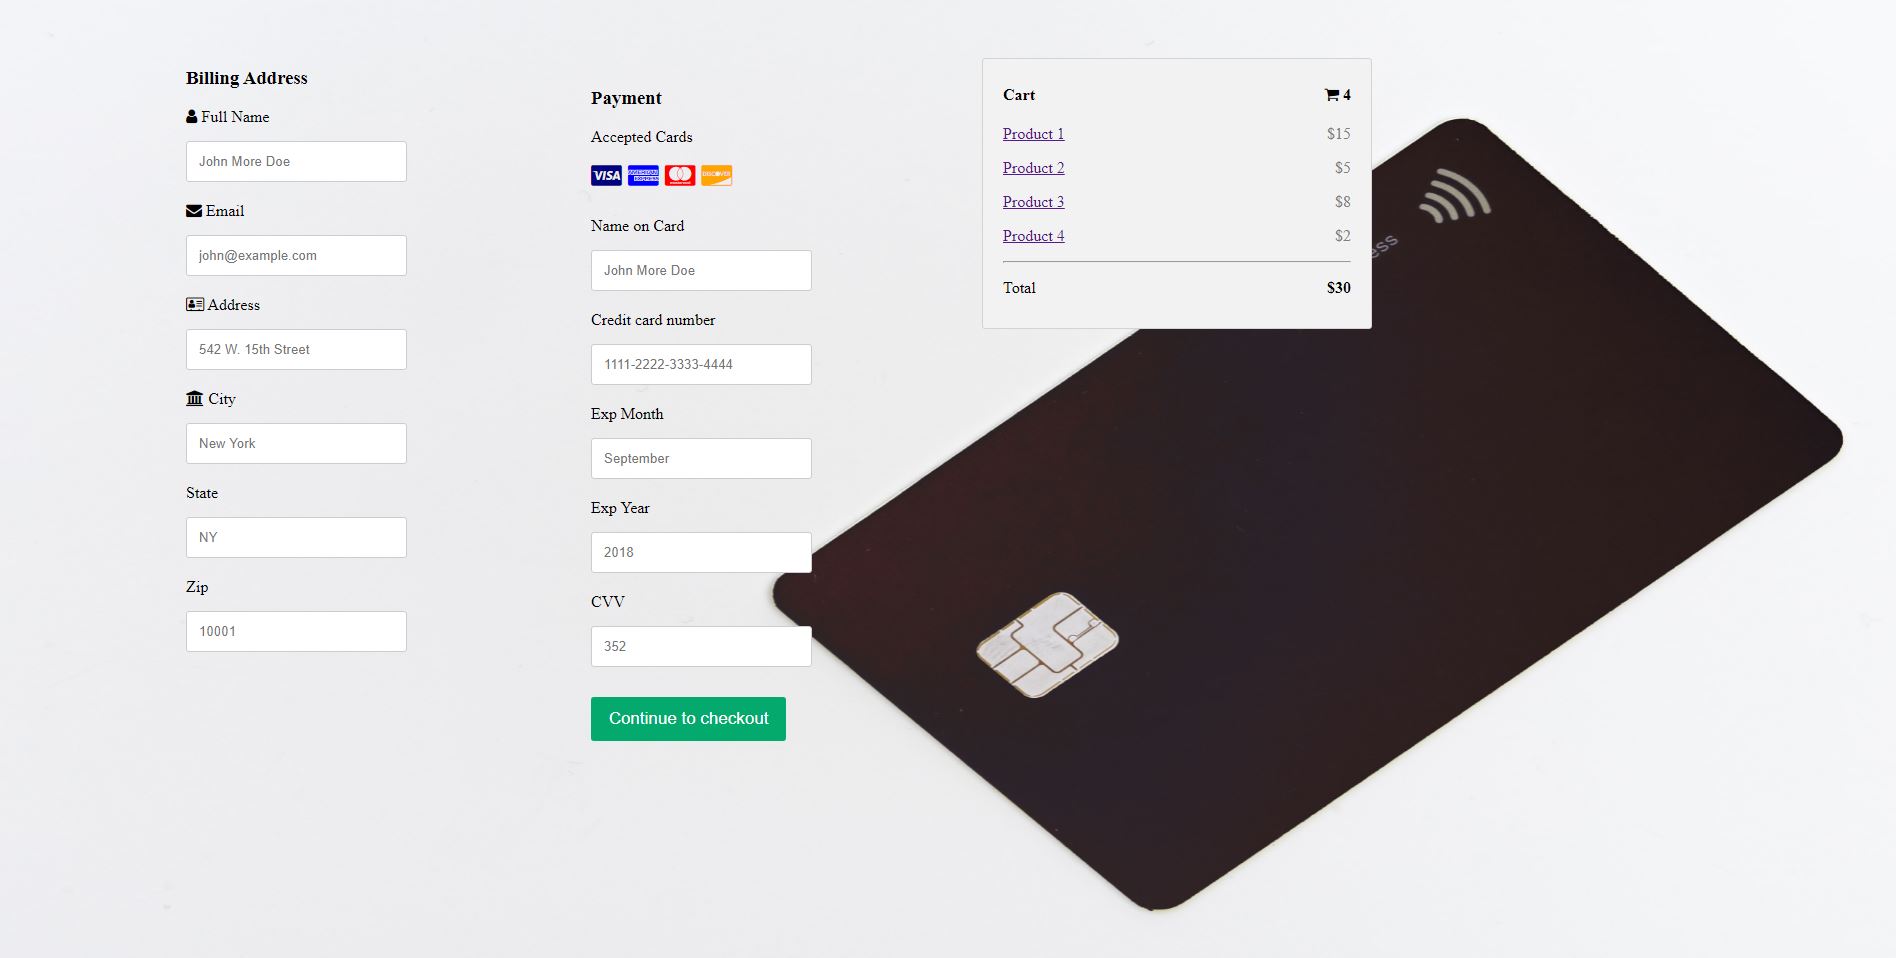 Billing Address
Full Name
John More Doe
Email
john@example.com
Address
542 W. 15th Street
City
New York
State
NY
Zip
10001
Payment
Accepted Cards
VISA AMERICAN EXPRESS DISCOVER
Name on Card
John More Doe
Credit card number
1111-2222-3333-4444
Exp Month
September
Exp Year
2018
CVV
352
Continue to checkout
Cart 4
Product 1 $15
Product 2 $5
Product 3 $8
Product 4 $2
Total $30